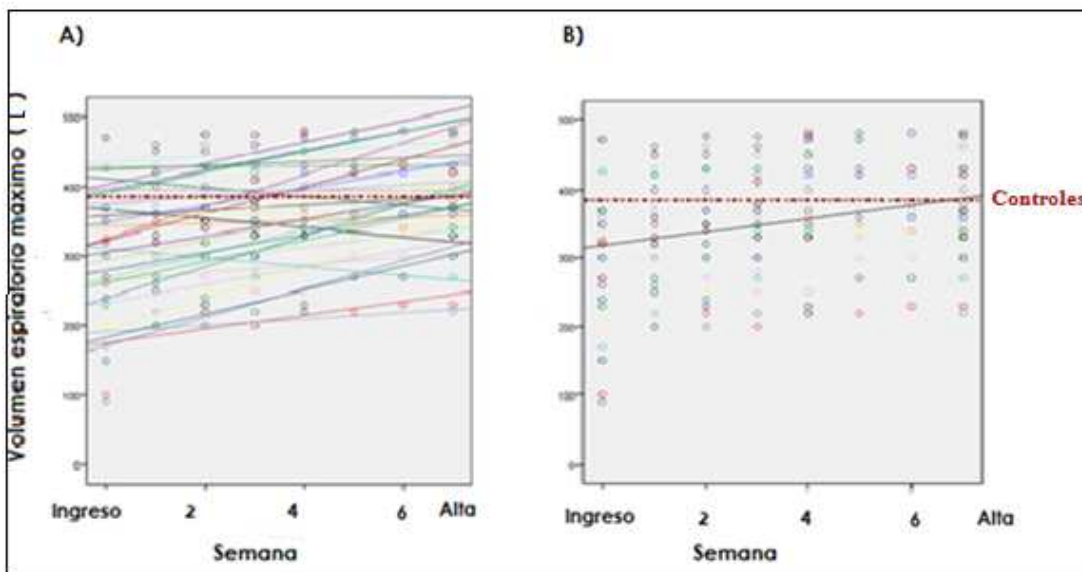 A)
B)
Volumen espiratorio maximo ( L )
500
400
300
200
100
0
Ingreso 2 4 6 Alta
Semana
500
400
300
200
100
0
Controles
Ingreso 2 4 6 Alta
Semana